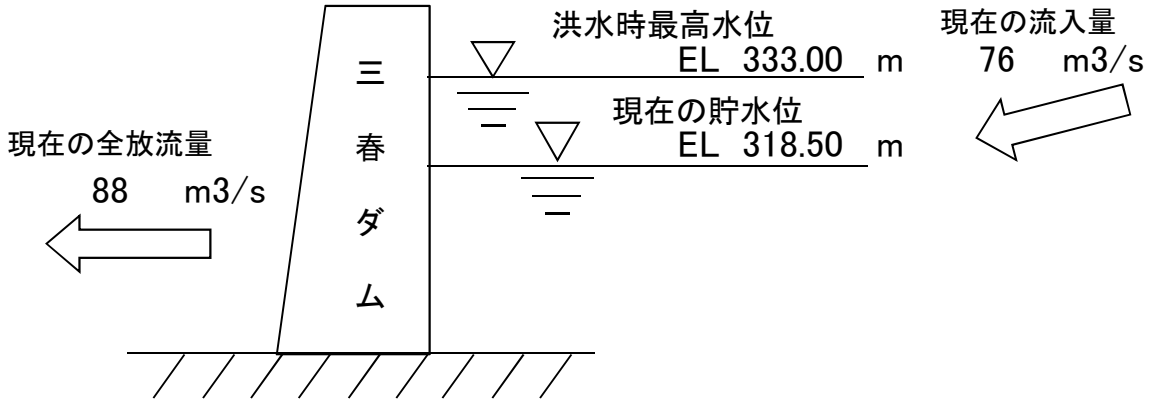 洪水時最高水位
EL 333.00 m
現在の流入量
76 m3/s
現在の貯水位
EL 318.50 m
現在の全放流量
88 m3/s
三春ダム